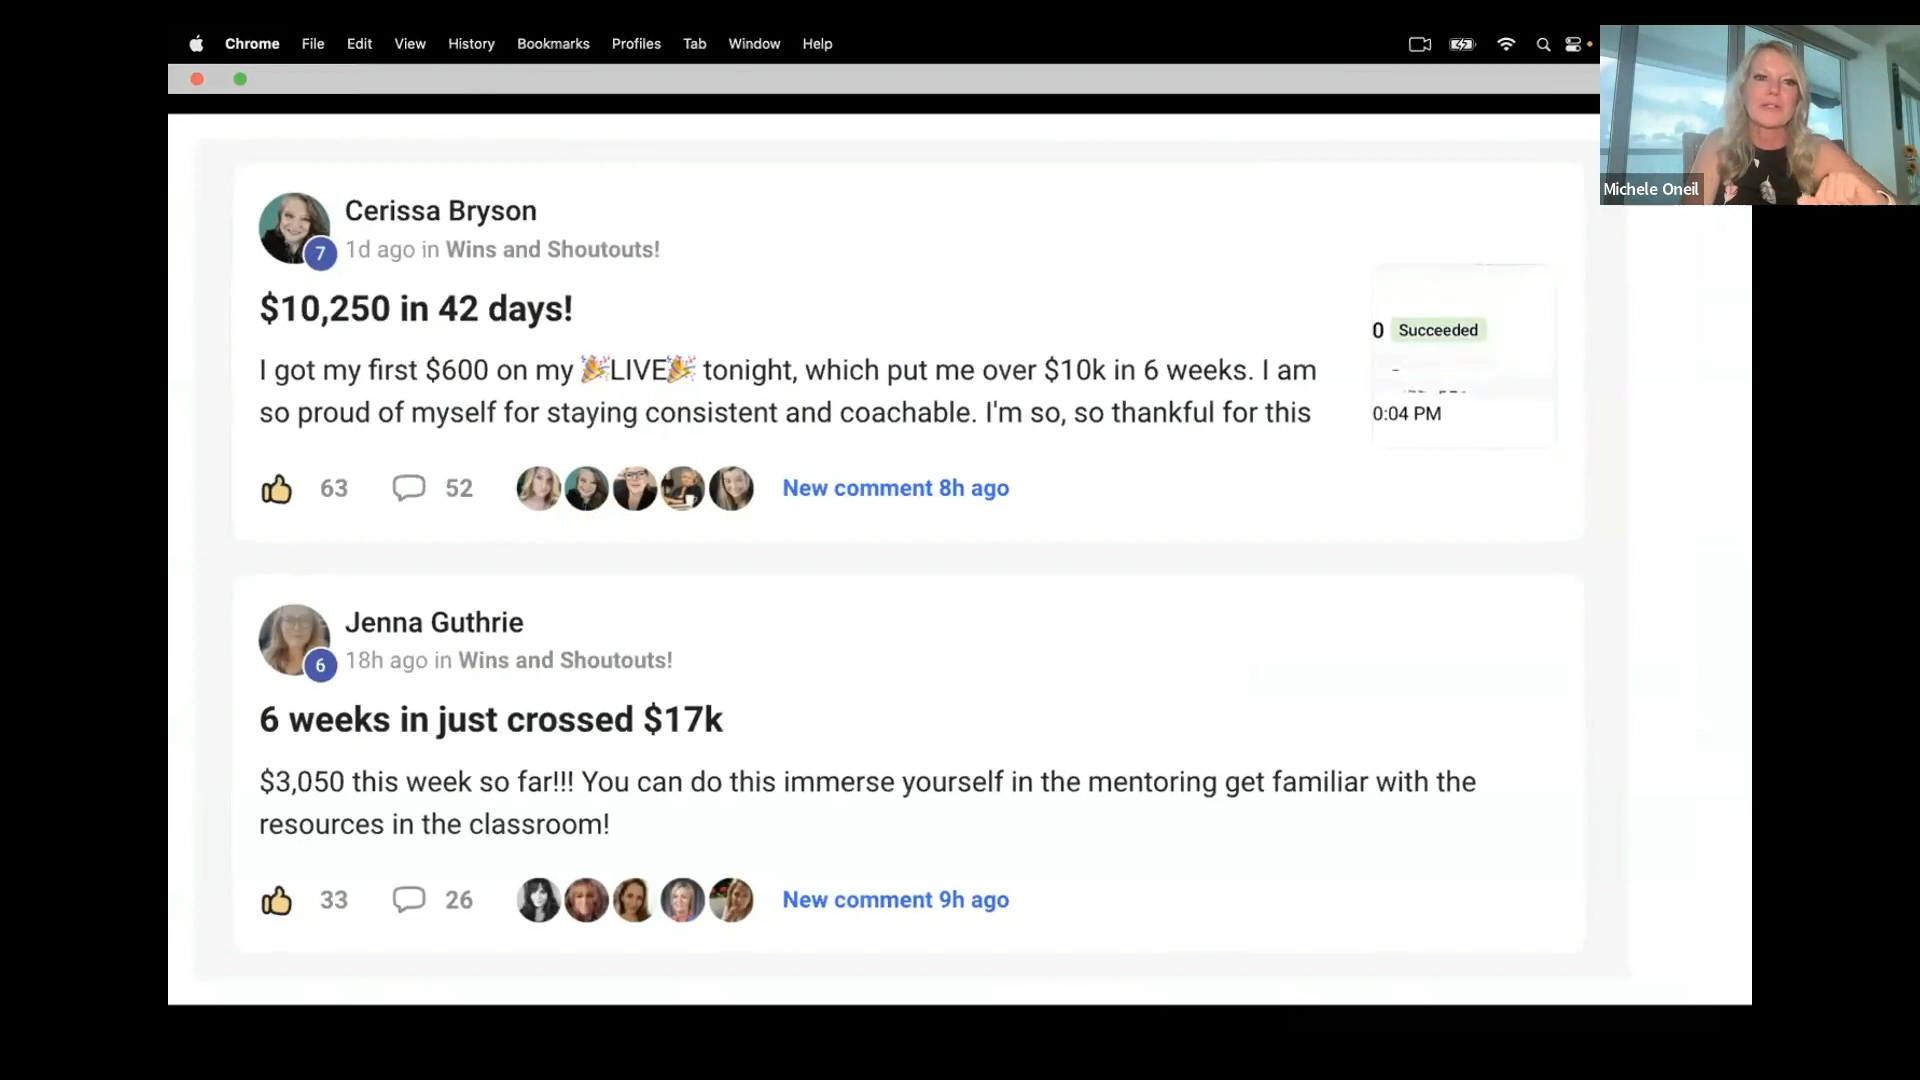 Chrome File Edit View History Bookmarks Profiles Tab Window Help
Michele Oneil
Cerissa Bryson
7
1d ago in Wins and Shoutouts!
$10,250 in 42 days!
I got my first $600 on my 🎉LIVE🎉 tonight, which put me over $10k in 6 weeks. I am
so proud of myself for staying consistent and coachable. I'm so, so thankful for this
0 Succeeded
0:04 PM
63 52 New comment 8h ago
Jenna Guthrie
6
18h ago in Wins and Shoutouts!
6 weeks in just crossed $17k
$3,050 this week so far!!! You can do this immerse yourself in the mentoring get familiar with the
resources in the classroom!
33 26 New comment 9h ago